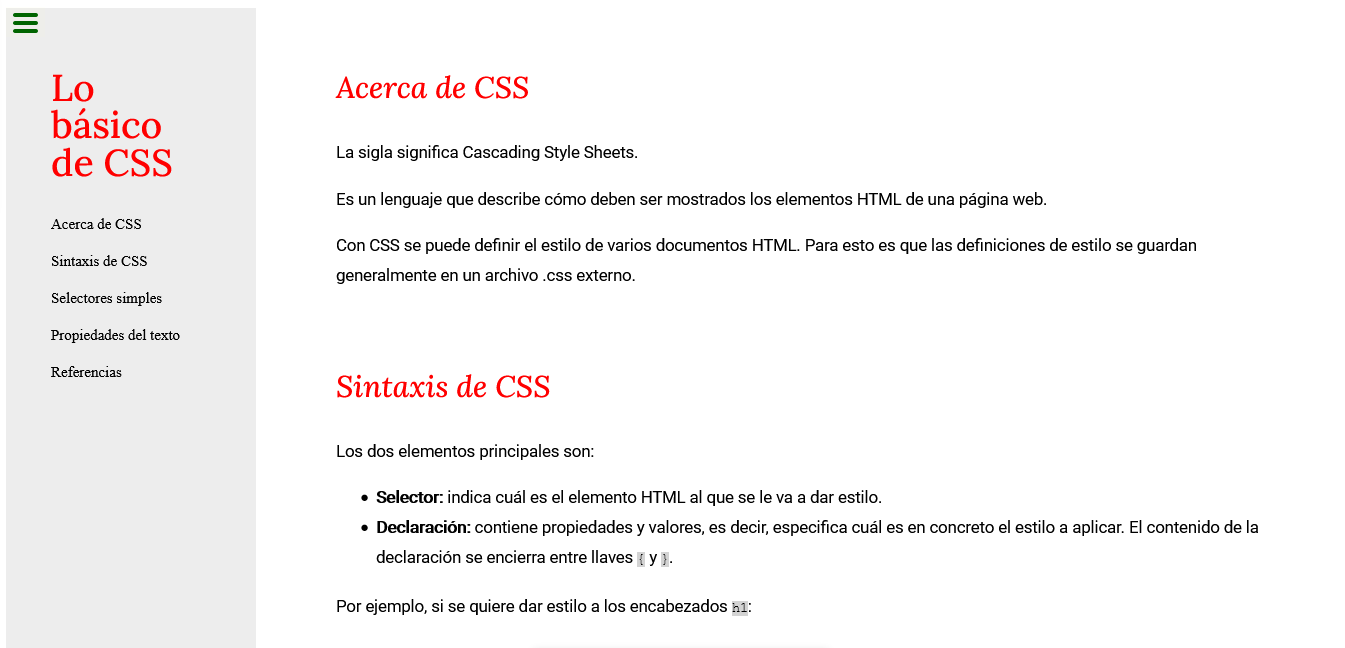 Lo
básico
de CSS
Acerca de CSS
Sintaxis de CSS
Selectores simples
Propiedades del texto
Referencias
Acerca de CSS
La sigla significa Cascading Style Sheets.
Es un lenguaje que describe cómo deben ser mostrados los elementos HTML de una página web.
Con CSS se puede definir el estilo de varios documentos HTML. Para esto es que las definiciones de estilo se guardan
generalmente en un archivo .css externo.
Sintaxis de CSS
Los dos elementos principales son:
• Selector: indica cuál es el elemento HTML al que se le va a dar estilo.
• Declaración: contiene propiedades y valores, es decir, especifica cuál es en concreto el estilo a aplicar. El contenido de la
declaración se encierra entre llaves { y }.
Por ejemplo, si se quiere dar estilo a los encabezados h1: